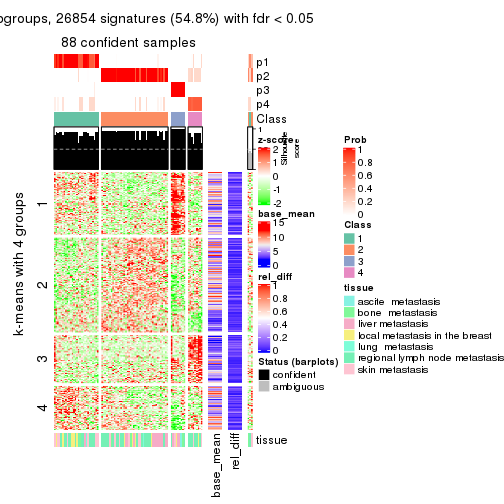 ogroups, 26854 signatures (54.8%) with fdr < 0.05
88 confident samples
p1
p2
p3
p4
Class
1
Silhouette
score
z-score
2
1
0
-1
-2
base_mean
15
10
5
0
rel_diff
1
0.8
0.6
0.4
0.2
0
Status (barplots)
confident
ambiguous
Prob
1
0.8
0.6
0.4
0.2
0
Class
1
2
3
4
tissue
ascite metastasis
bone metastasis
liver metastasis
local metastasis in the breast
lung metastasis
regional lymph node metastasis
skin metastasis
k-means with 4 groups
1
2
3
4
tissue
base_mean
rel_diff